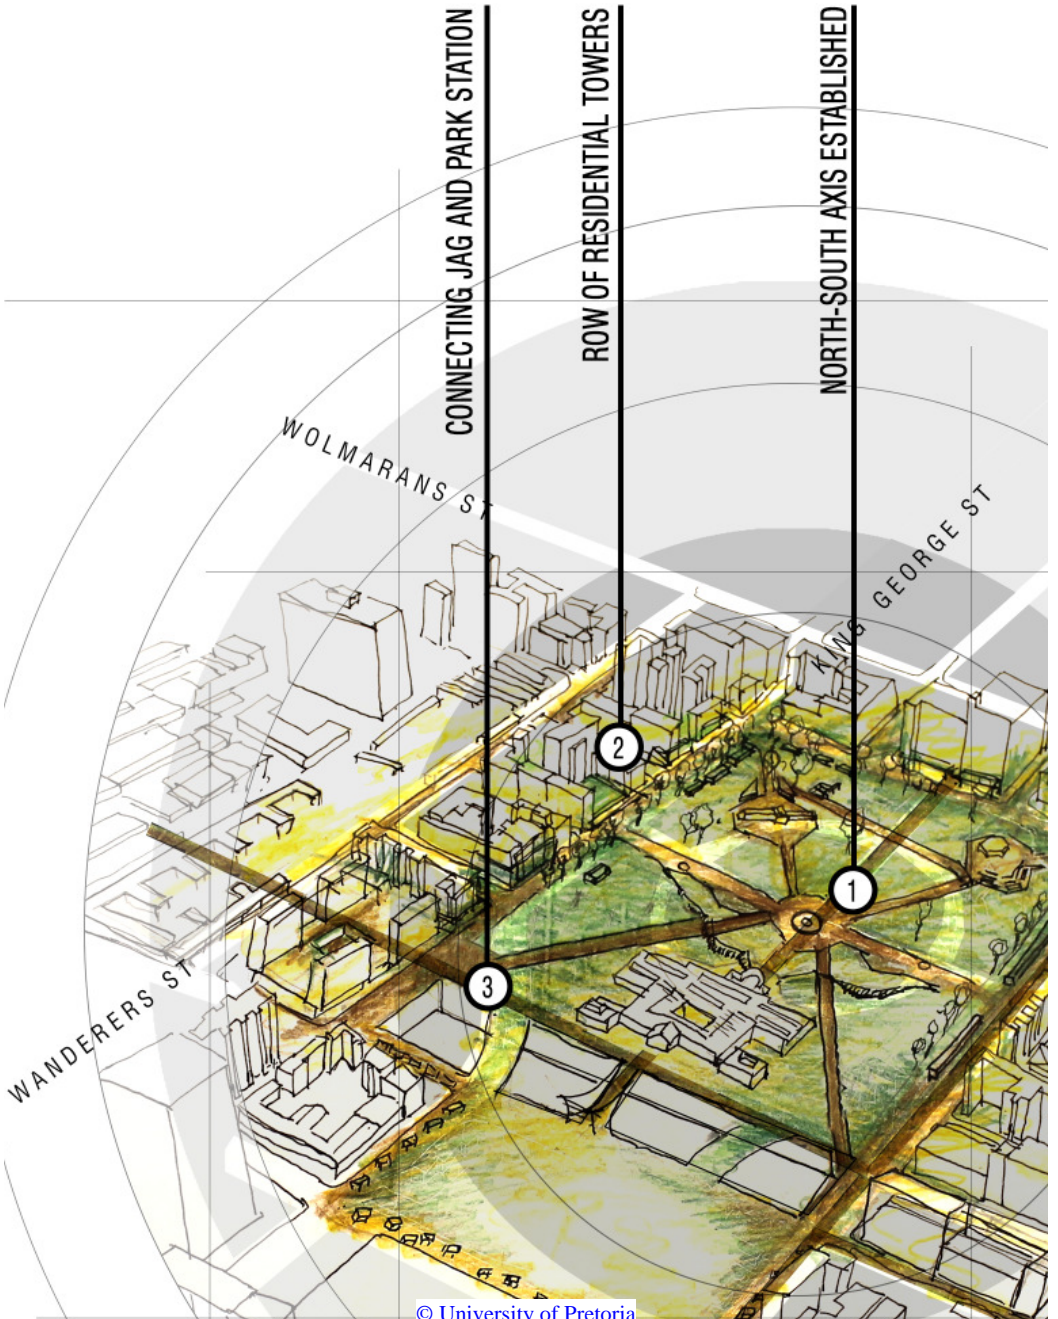 CONNECTING JAG AND PARK STATION
ROW OF RESIDENTIAL TOWERS
NORTH-SOUTH AXIS ESTABLISHED
WOLMARANS ST
KING GEORGE ST
2
1
3
WANDERERS ST
© University of Pretoria